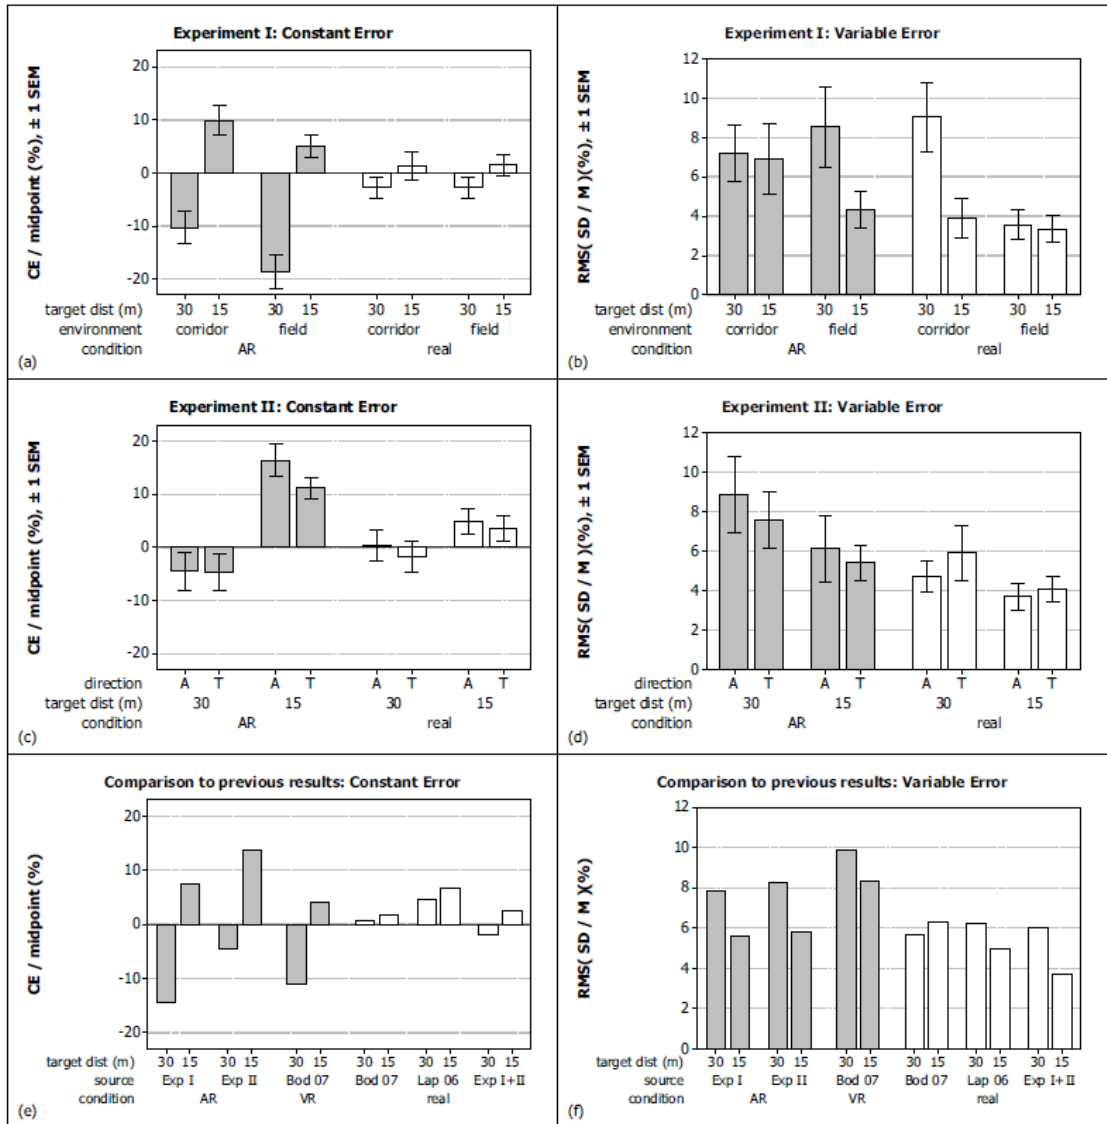 Experiment I: Constant Error
CE / midpoint (%), ± 1 SEM
20
10
0
-10
-20
target dist (m) 30 15 30 15 30 15 30 15
environment corridor field corridor field
condition AR real
(a)
Experiment I: Variable Error
RMS( SD / M )(%), ± 1 SEM
12
10
8
6
4
2
0
target dist (m) 30 15 30 15 30 15 30 15
environment corridor field corridor field
condition AR real
(b)
Experiment II: Constant Error
CE / midpoint (%), ± 1 SEM
20
10
0
-10
-20
direction A T A T A T A T
target dist (m) 30 15 30 15
condition AR real
(c)
Experiment II: Variable Error
RMS( SD / M )(%), ± 1 SEM
12
10
8
6
4
2
0
direction A T A T A T A T
target dist (m) 30 15 30 15
condition AR real
(d)
Comparison to previous results: Constant Error
CE / midpoint (%)
20
10
0
-10
-20
target dist (m) 30 15 30 15 30 15 30 15 30 15 30 15
source Exp I Exp II Bod 07 Bod 07 Lap 06 Exp I+II
condition AR VR real
(e)
Comparison to previous results: Variable Error
RMS( SD / M )(%)
12
10
8
6
4
2
0
target dist (m) 30 15 30 15 30 15 30 15 30 15 30 15
source Exp I Exp II Bod 07 Bod 07 Lap 06 Exp I+II
condition AR VR real
(f)